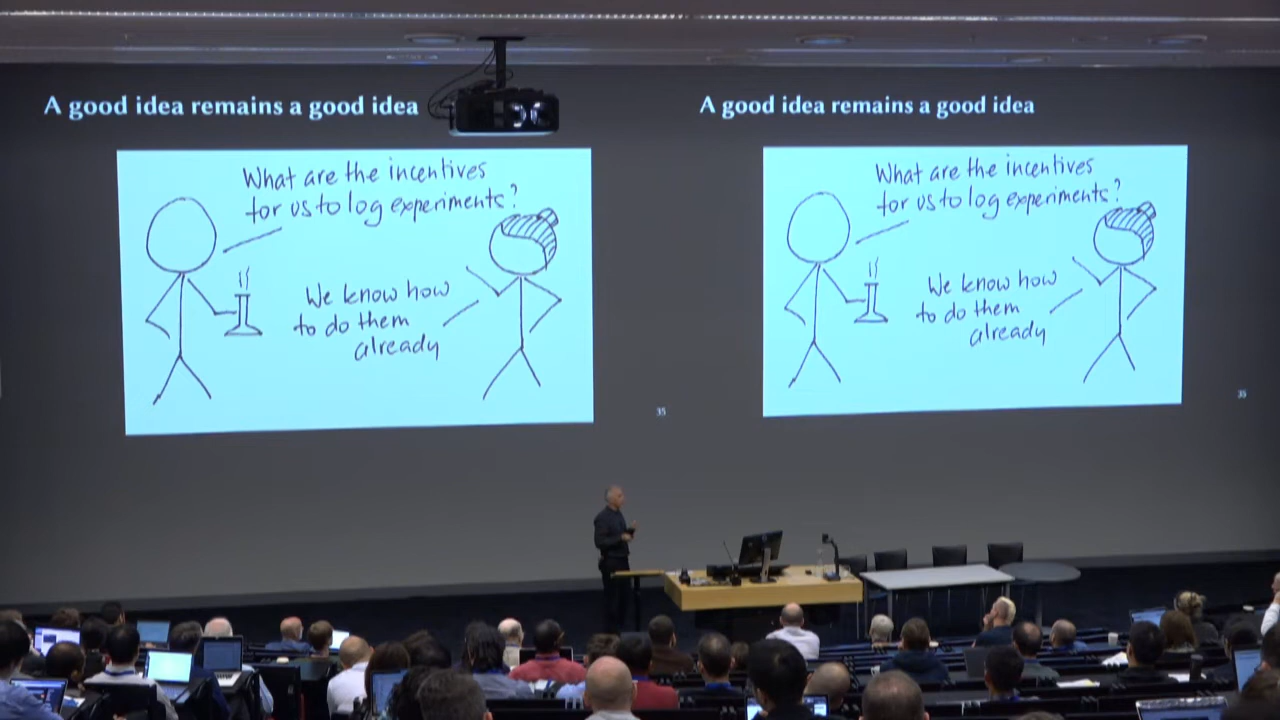 A good idea remains a good idea
What are the incentives
for us to log experiments?
We know how
to do them
already
35
A good idea remains a good idea
What are the incentives
for us to log experiments?
We know how
to do them
already
35